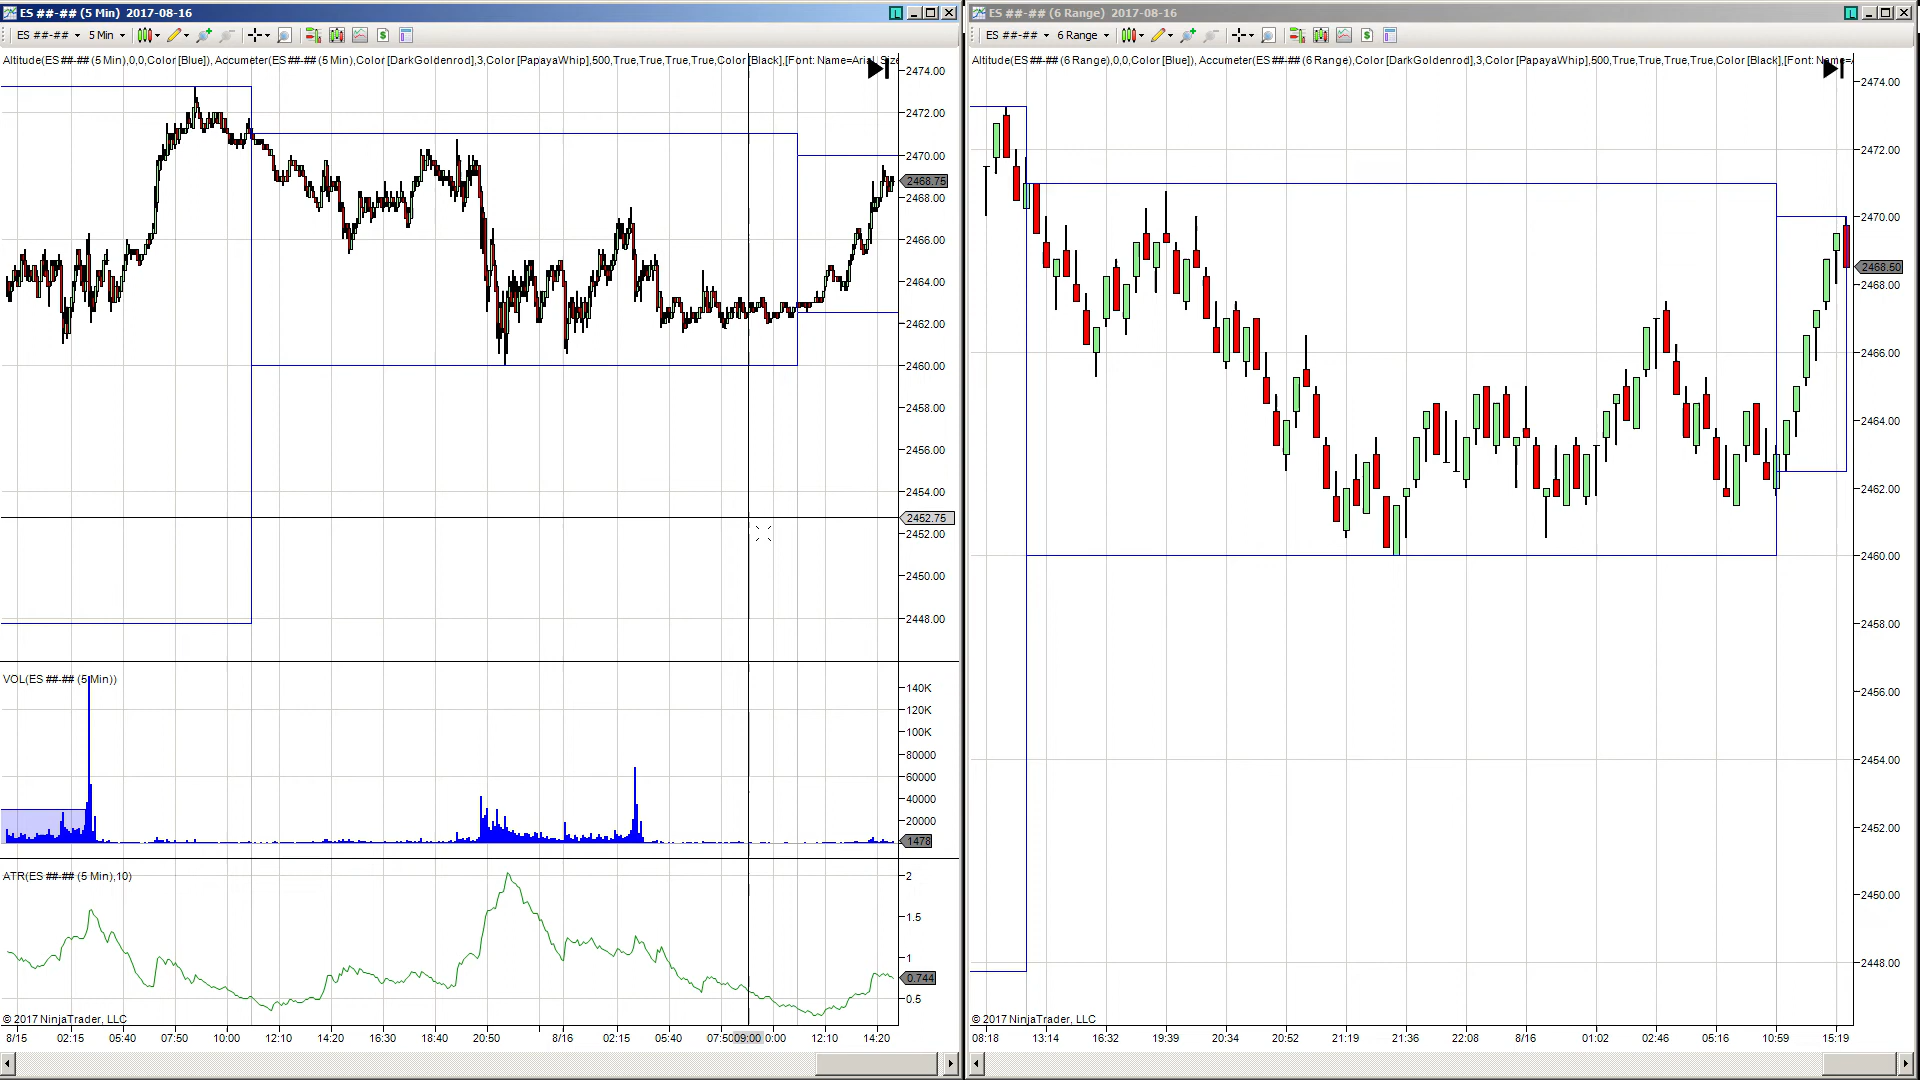 ES ##-## (5 Min)  2017-08-16
ES ##-## 5 Min
Altitude(ES ##-## (5 Min),0,0,Color [Blue]), Accumeter(ES ##-## (5 Min),Color [DarkGoldenrod],3,Color [PapayaWhip],500,True,True,True,True,Color [Black],[Font: Name=Arial, Size
2474.00
2472.00
2470.00
2468.75
2468.00
2466.00
2464.00
2462.00
2460.00
2458.00
2456.00
2454.00
2452.75
2452.00
2450.00
2448.00
VOL(ES ##-## (5 Min))
140K
120K
100K
80000
60000
40000
20000
1478
ATR(ES ##-## (5 Min),10)
2
1.5
1
0.744
0.5
© 2017 NinjaTrader, LLC
8/15 02:15 05:40 07:50 10:00 12:10 14:20 16:30 18:40 20:50 8/16 02:15 05:40 07:50 09:00 0:00 12:10 14:20
ES ##-## (6 Range)  2017-08-16
ES ##-## 6 Range
Altitude(ES ##-## (6 Range),0,0,Color [Blue]), Accumeter(ES ##-## (6 Range),Color [DarkGoldenrod],3,Color [PapayaWhip],500,True,True,True,True,Color [Black],[Font: Name=A
2474.00
2472.00
2470.00
2468.50
2468.00
2466.00
2464.00
2462.00
2460.00
2458.00
2456.00
2454.00
2452.00
2450.00
2448.00
© 2017 NinjaTrader, LLC
08:18 13:14 16:32 19:39 20:34 20:52 21:19 21:36 22:08 8/16 01:02 02:46 05:16 10:59 15:19